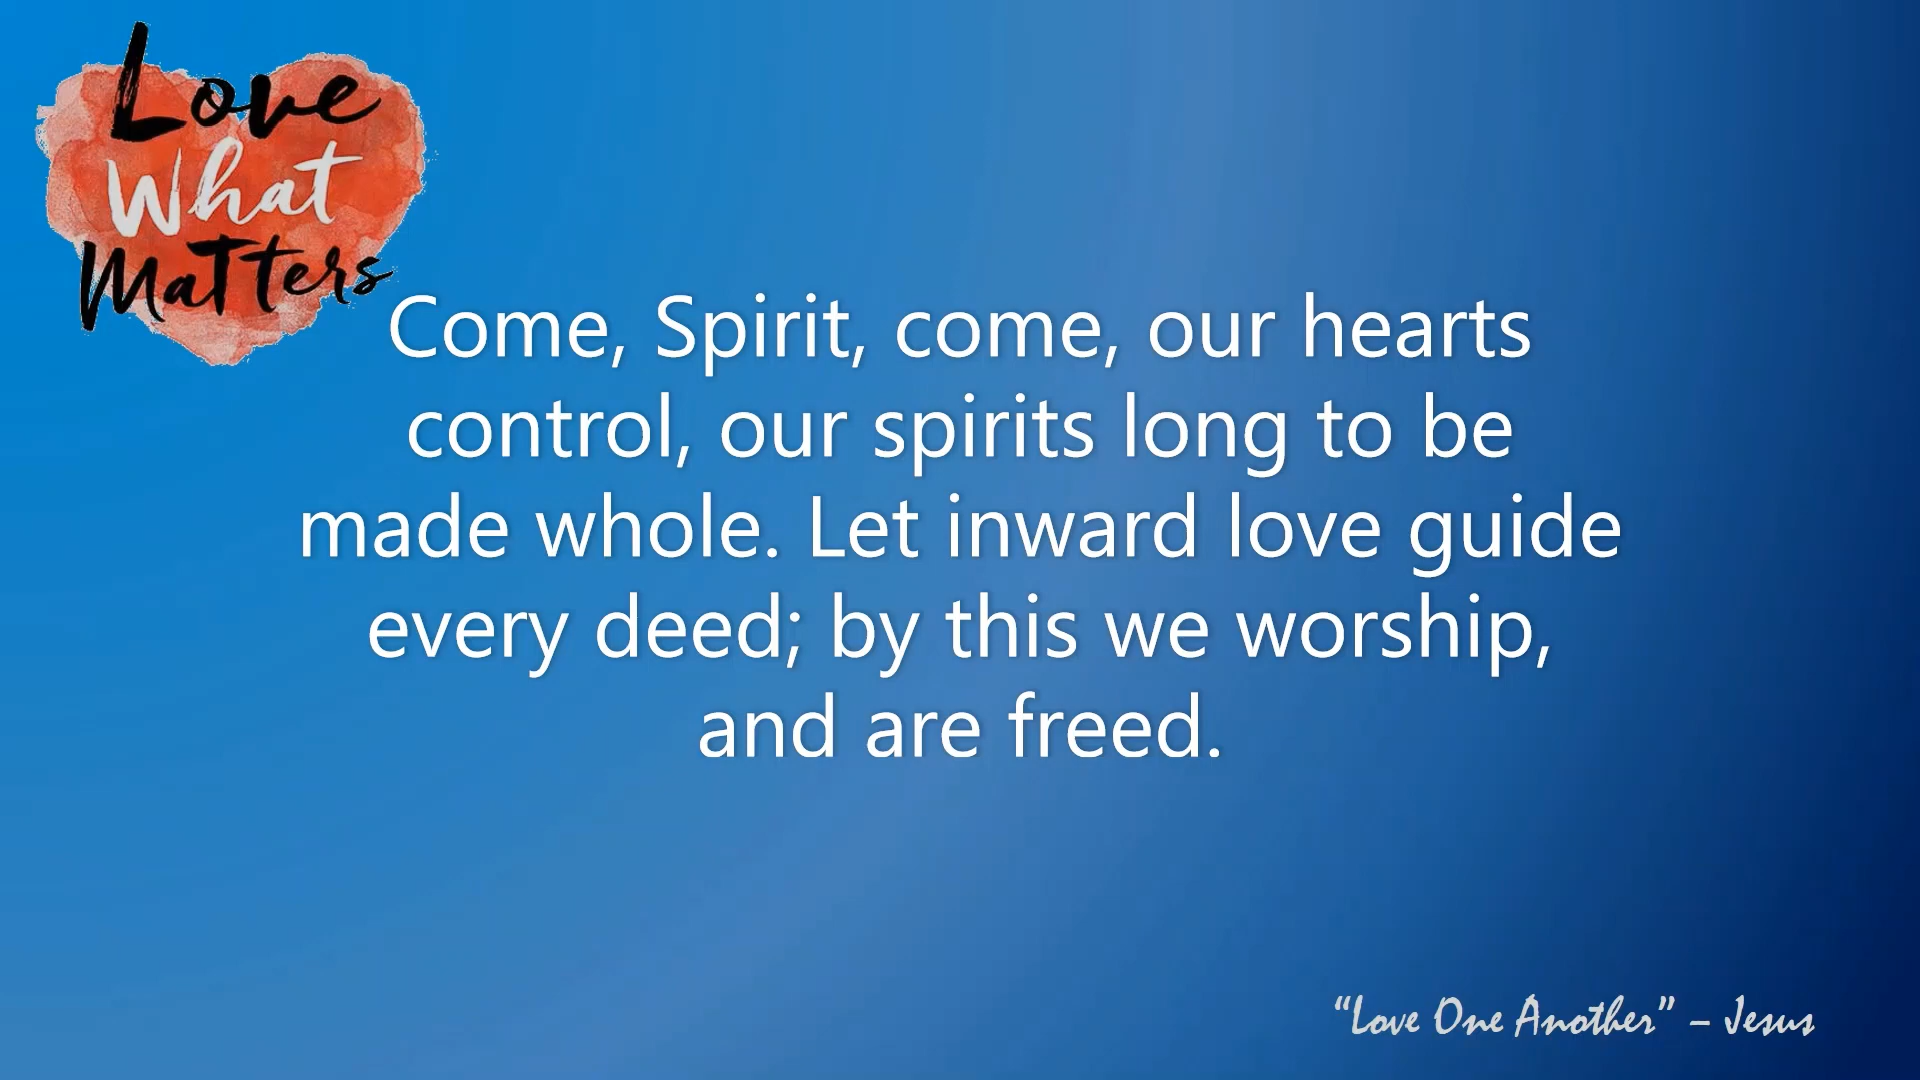 Love
What
Matters
Come, Spirit, come, our hearts
control, our spirits long to be
made whole. Let inward love guide
every deed; by this we worship,
and are freed.
“Love One Another” – Jesus